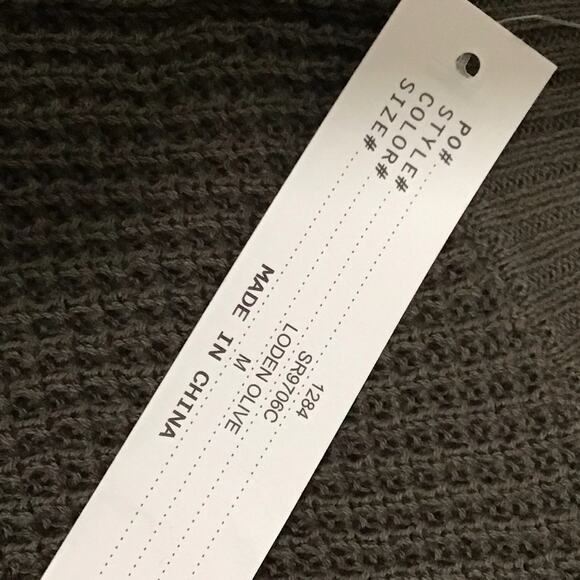 PO# 1284
STYLE# SR9706C
COLOR# LODEN OLIVE
SIZE# M
MADE IN CHINA